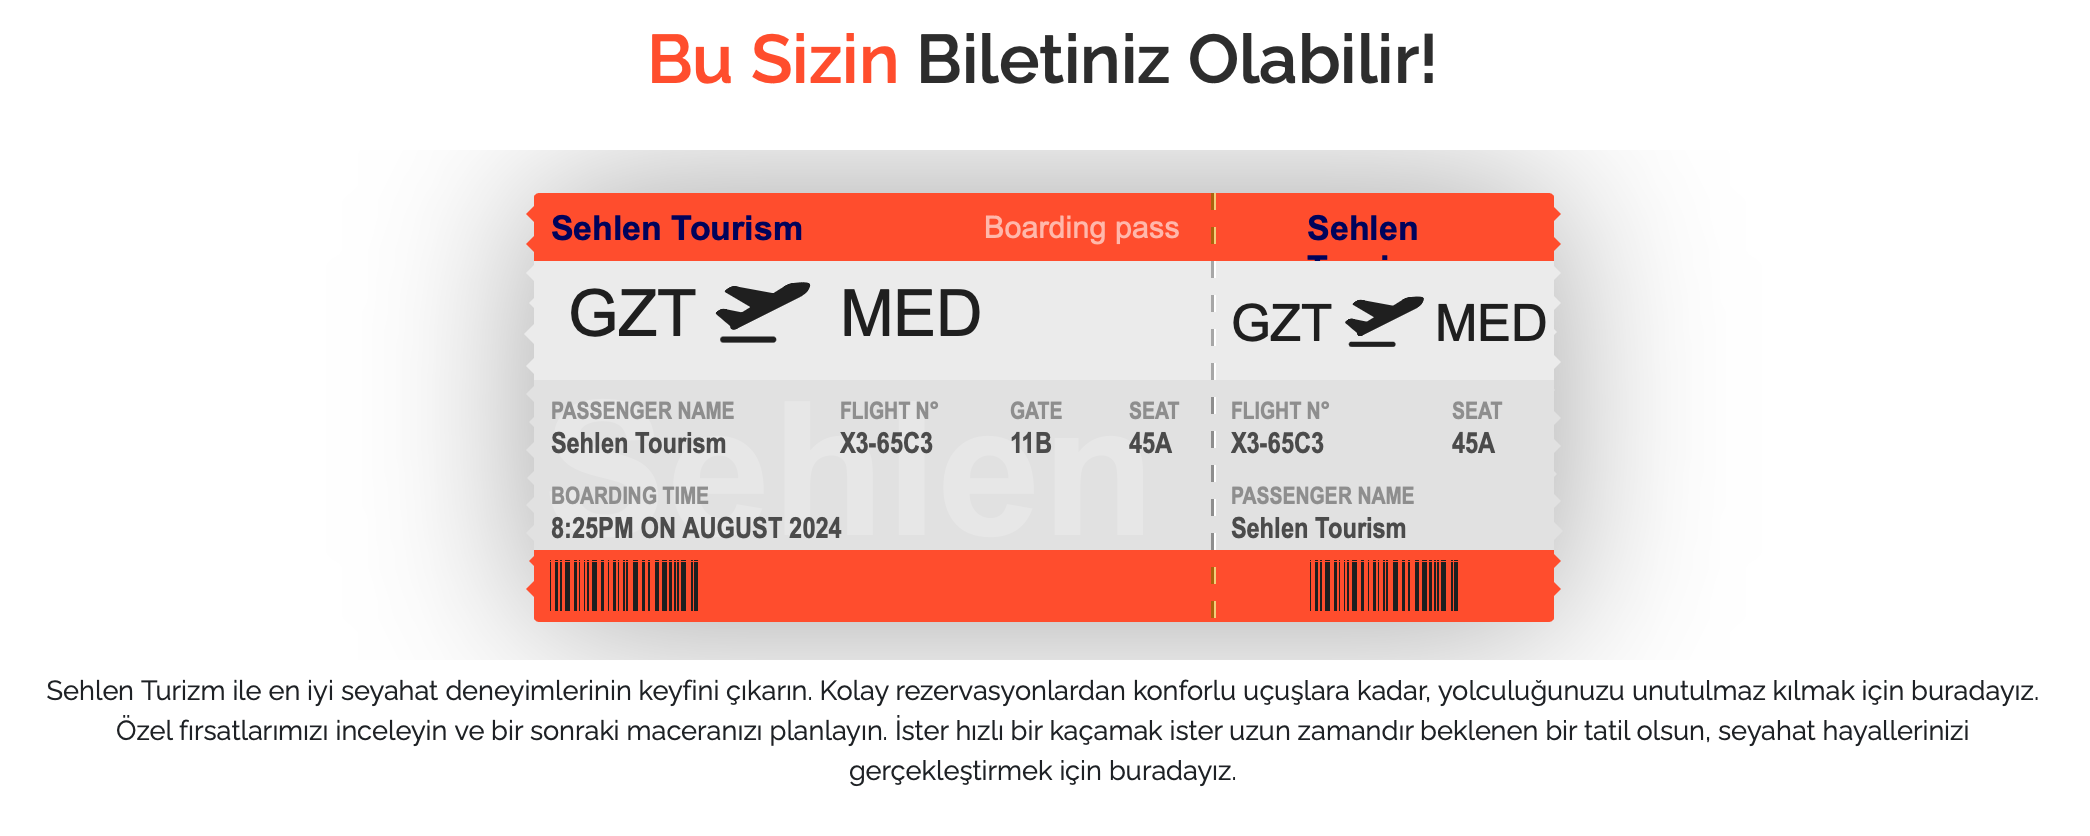 Bu Sizin Biletiniz Olabilir!
Sehlen Tourism
Boarding pass
GZT MED
PASSENGER NAME FLIGHT N° GATE SEAT
Sehlen Tourism X3-65C3 11B 45A
BOARDING TIME
8:25PM ON AUGUST 2024
Sehlen
Sehlen
GZT MED
FLIGHT N° SEAT
X3-65C3 45A
PASSENGER NAME
Sehlen Tourism
Sehlen Turizm ile en iyi seyahat deneyimlerinin keyfini çıkarın. Kolay rezervasyonlardan konforlu uçuşlara kadar, yolculuğunuzu unutulmaz kılmak için buradayız.
Özel fırsatlarımızı inceleyin ve bir sonraki maceranızı planlayın. İster hızlı bir kaçamak ister uzun zamandır beklenen bir tatil olsun, seyahat hayallerinizi
gerçekleştirmek için buradayız.